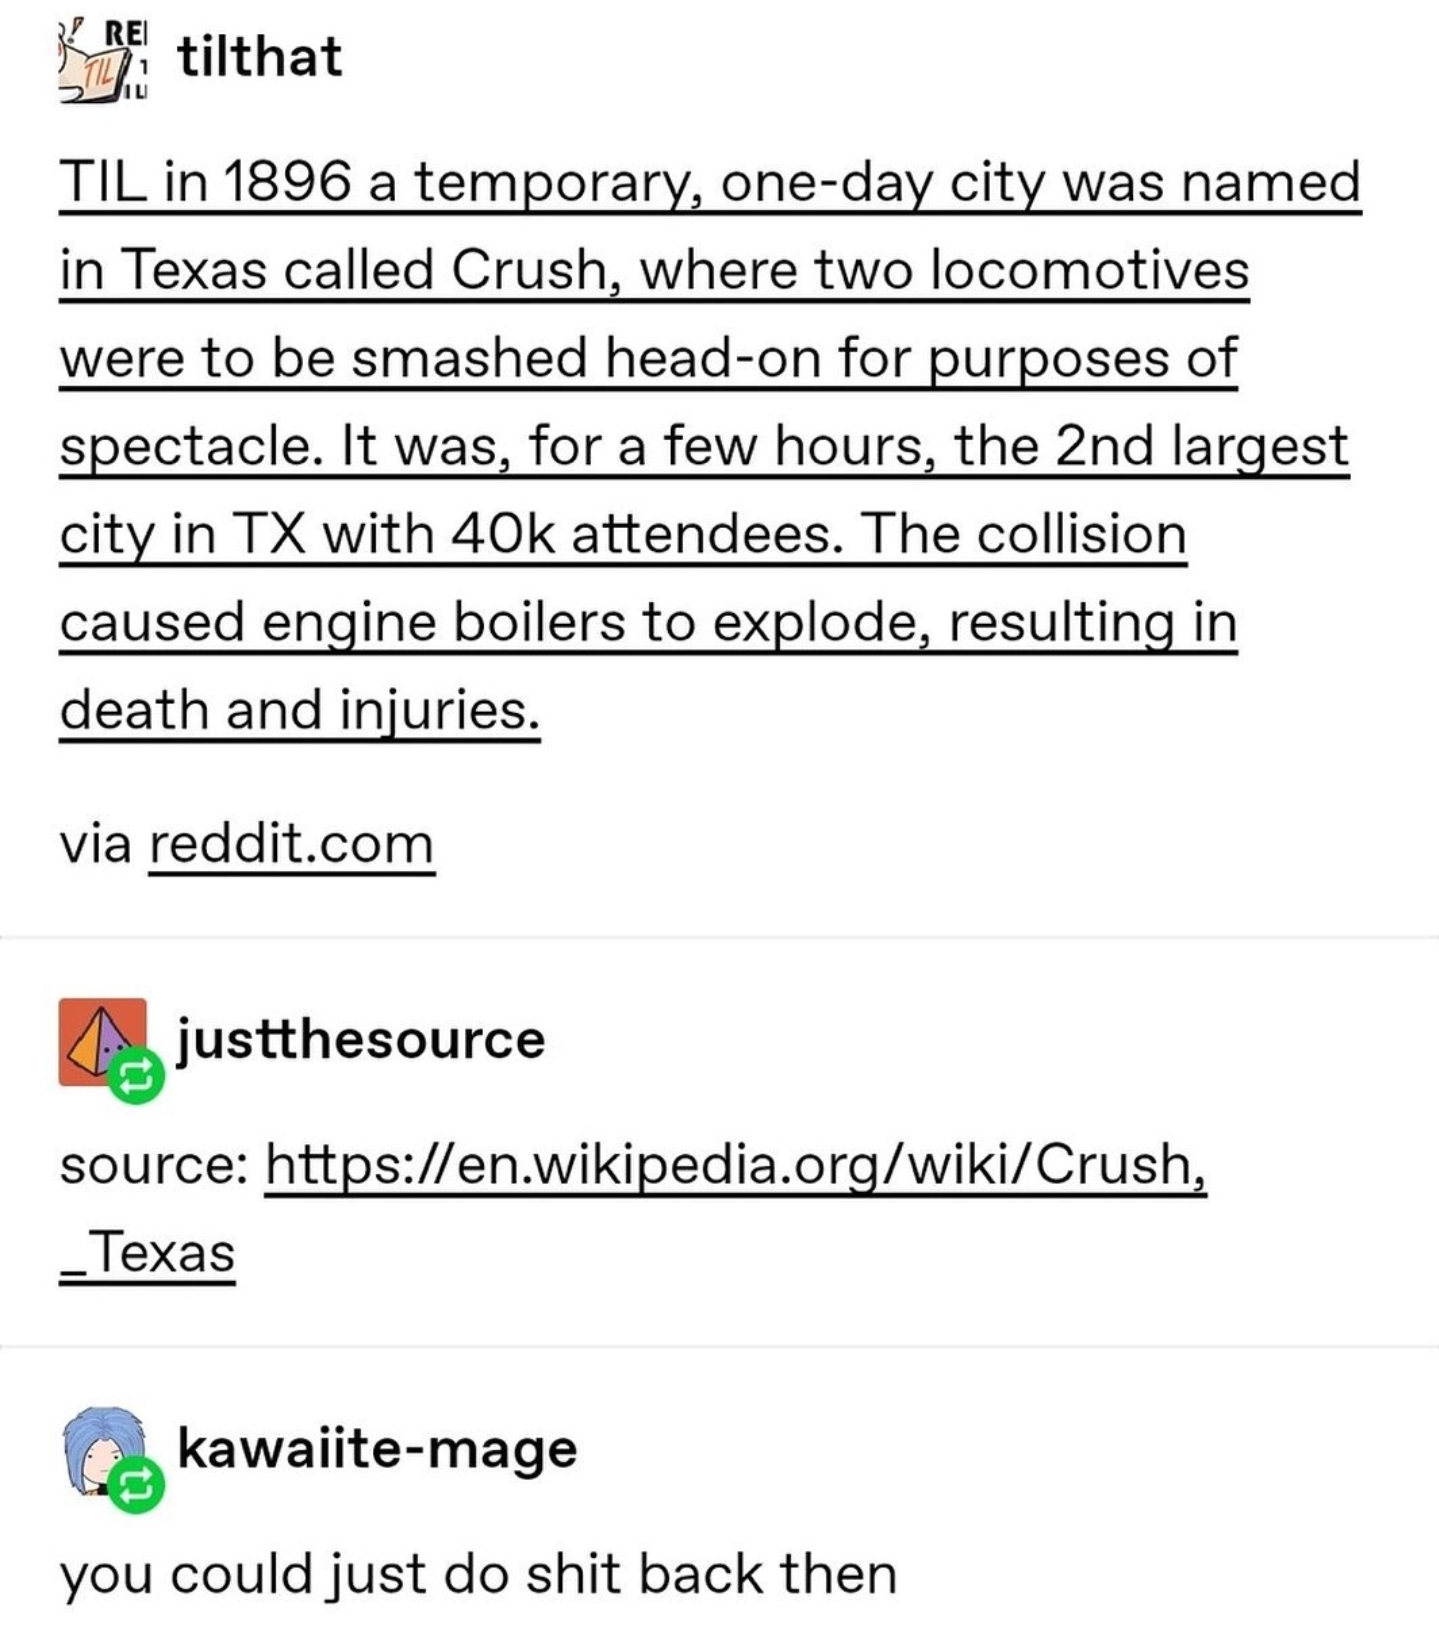 REI
TIL
tilthat
TIL in 1896 a temporary, one-day city was named
in Texas called Crush, where two locomotives
were to be smashed head-on for purposes of
spectacle. It was, for a few hours, the 2nd largest
city in TX with 40k attendees. The collision
caused engine boilers to explode, resulting in
death and injuries.
via reddit.com
justthesource
source: https://en.wikipedia.org/wiki/Crush,
_Texas
kawaiite-mage
you could just do shit back then